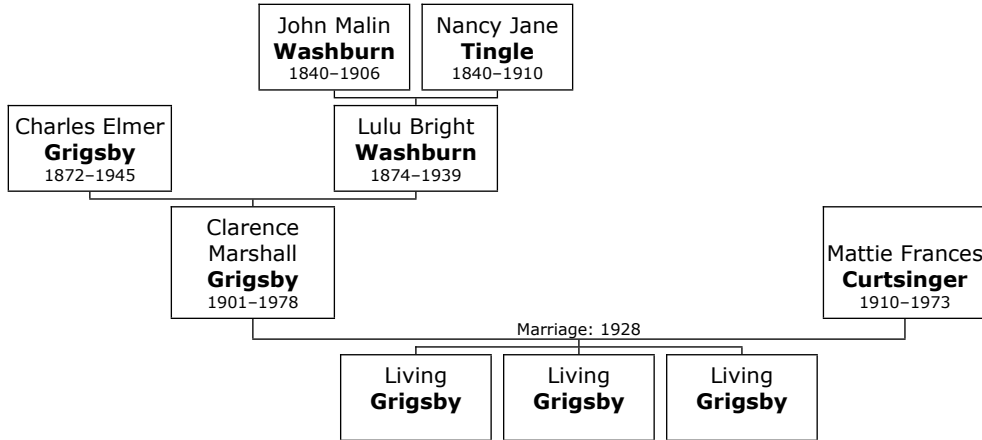 John Malin
Washburn
1840–1906
Nancy Jane
Tingle
1840–1910
Charles Elmer
Grigsby
1872–1945
Lulu Bright
Washburn
1874–1939
Clarence
Marshall
Grigsby
1901–1978
Mattie Frances
Curtsinger
1910–1973
Marriage: 1928
Living
Grigsby
Living
Grigsby
Living
Grigsby